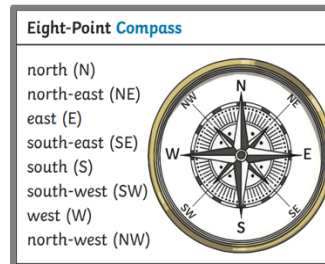 Eight-Point Compass
north (N)
north-east (NE)
east (E)
south-east (SE)
south (S)
south-west (SW)
west (W)
north-west (NW)
N
NW
NE
W
E
SW
SE
S